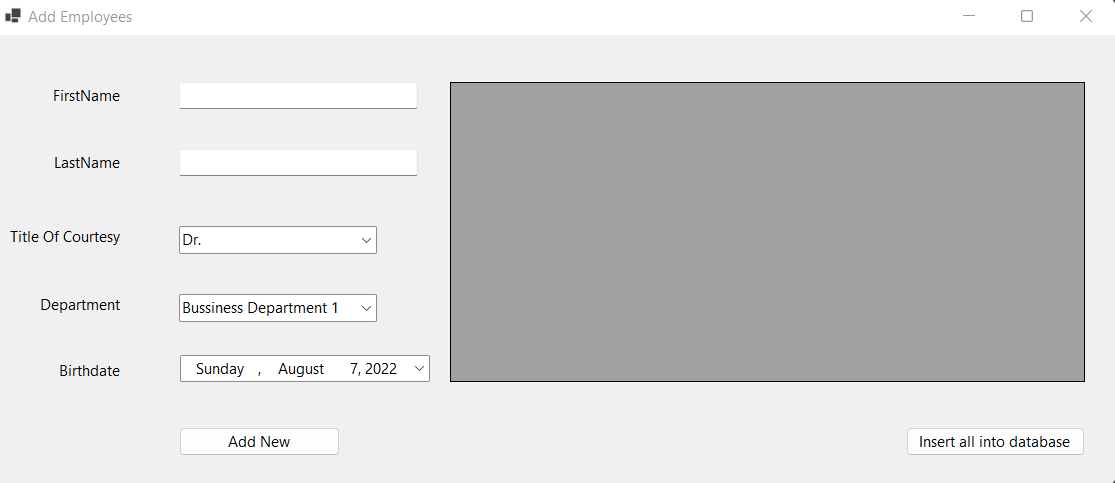 Add Employees
FirstName
LastName
Title Of Courtesy
Dr.
Department
Bussiness Department 1
Birthdate
Sunday , August 7, 2022
Add New
Insert all into database